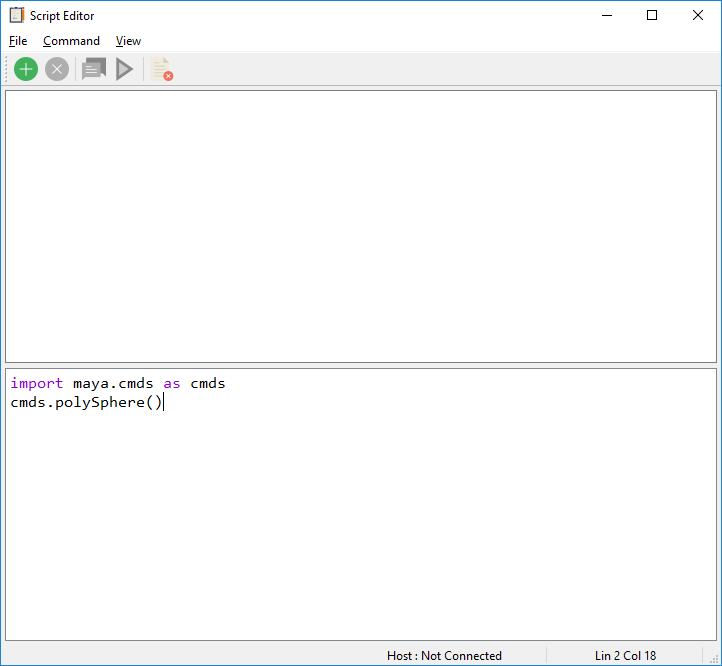 Script Editor
File Command View
import maya.cmds as cmds
cmds.polySphere()
Host : Not Connected Lin 2 Col 18